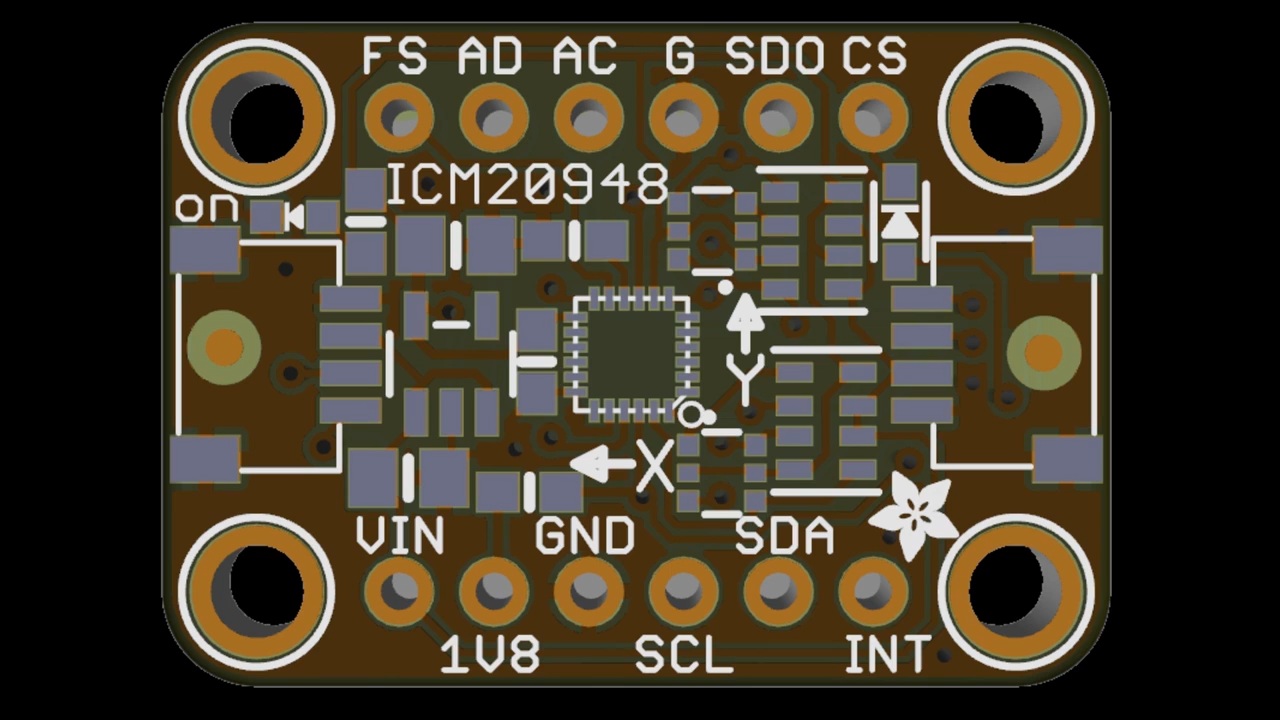 FS AD AC G SDO CS
ICM20948
on
Y
X
VIN GND SDA
1V8 SCL INT